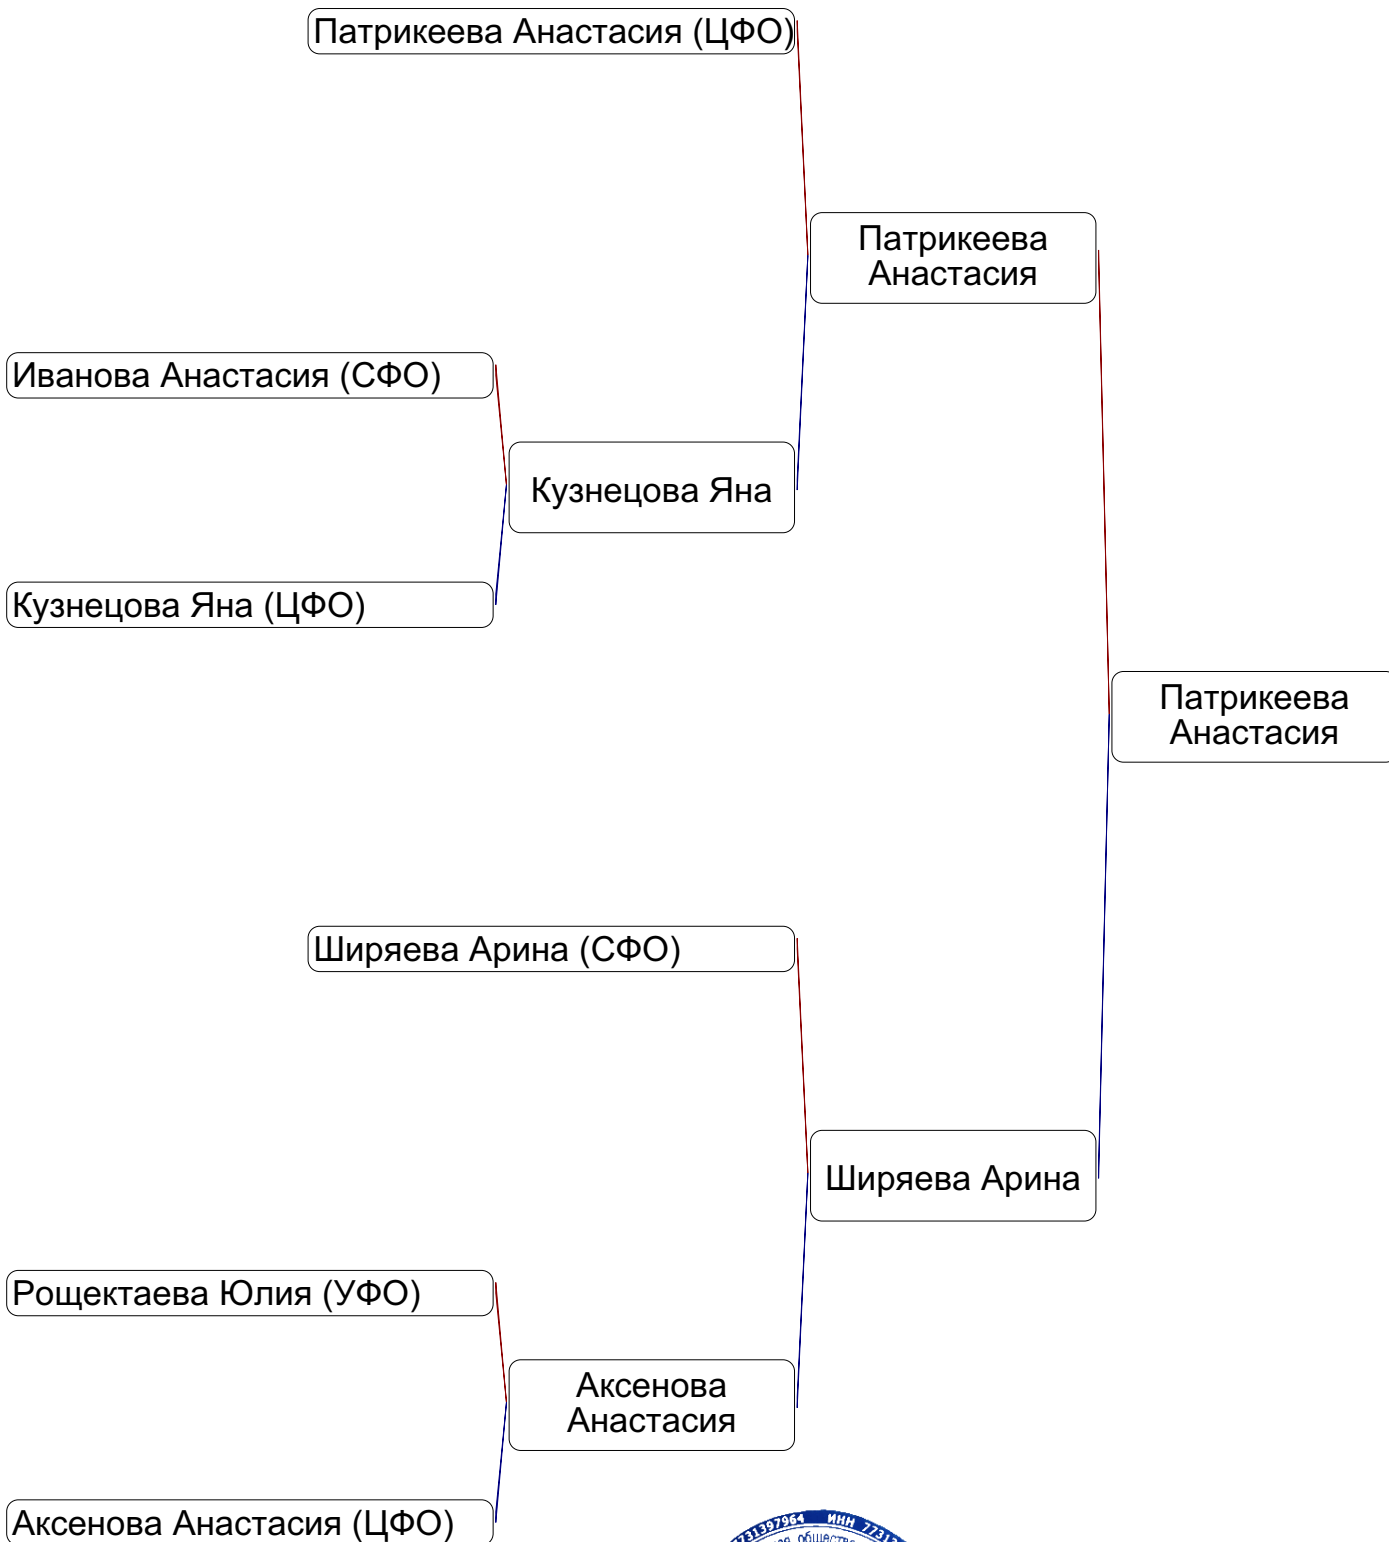 Патрикеева Анастасия (ЦФО)
Патрикеева
Анастасия
Иванова Анастасия (СФО)
Кузнецова Яна
Кузнецова Яна (ЦФО)
Патрикеева
Анастасия
Ширяева Арина (СФО)
Ширяева Арина
Рощектаева Юлия (УФО)
Аксенова
Анастасия
Аксенова Анастасия (ЦФО)